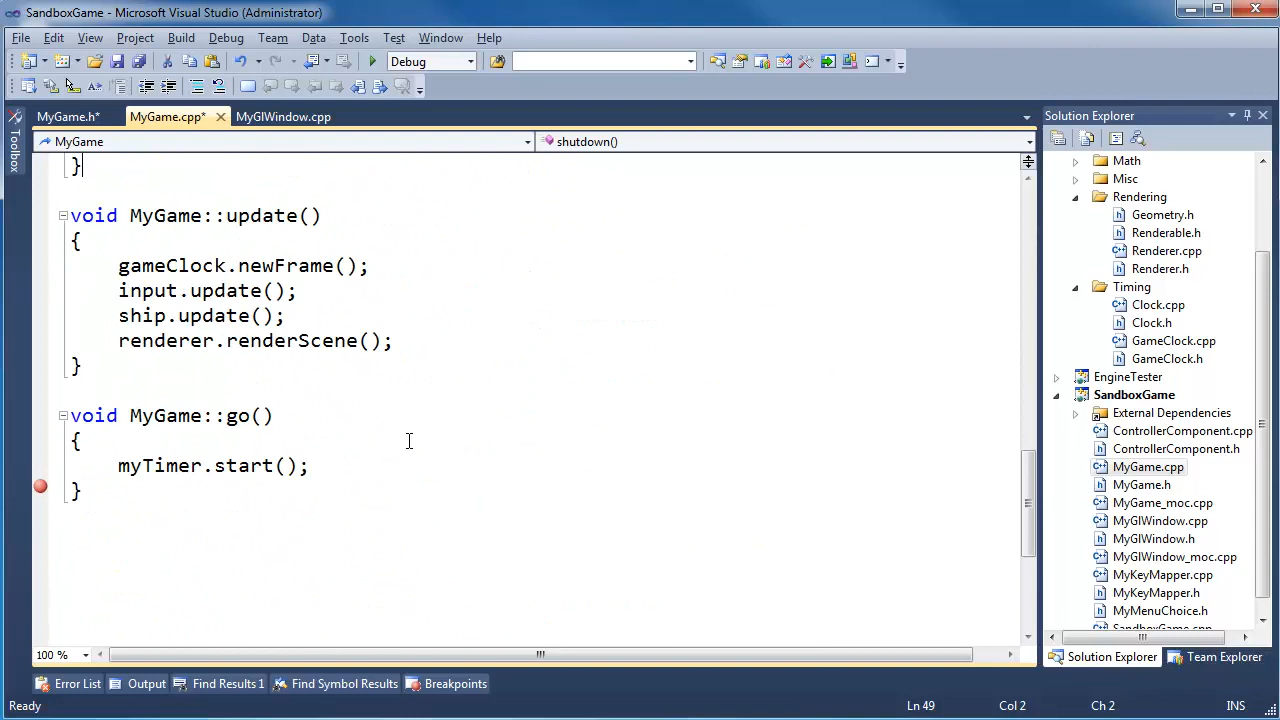 SandboxGame - Microsoft Visual Studio (Administrator)
File Edit View Project Build Debug Team Data Tools Test Window Help
Debug
MyGame.h* MyGame.cpp* MyGlWindow.cpp
MyGame shutdown()
}
void MyGame::update()
{
gameClock.newFrame();
input.update();
ship.update();
renderer.renderScene();
}
void MyGame::go()
{
myTimer.start();
}
100 %
Toolbox
Solution Explorer
Math
Misc
Rendering
Geometry.h
Renderable.h
Renderer.cpp
Renderer.h
Timing
Clock.cpp
Clock.h
GameClock.cpp
GameClock.h
EngineTester
SandboxGame
External Dependencies
ControllerComponent.cpp
ControllerComponent.h
MyGame.cpp
MyGame.h
MyGame_moc.cpp
MyGlWindow.cpp
MyGlWindow.h
MyGlWindow_moc.cpp
MyKeyMapper.cpp
MyKeyMapper.h
MyMenuChoice.h
SandboxGame.cpp
Solution Explorer Team Explorer
Error List Output Find Results 1 Find Symbol Results Breakpoints
Ready Ln 49 Col 2 Ch 2 INS